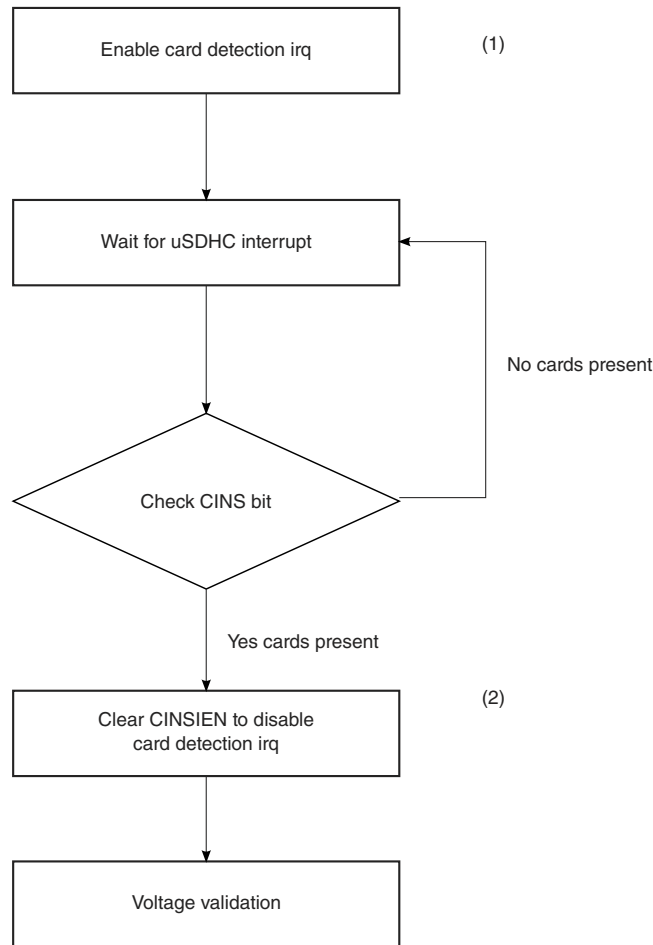 Enable card detection irq
(1)
Wait for uSDHC interrupt
No cards present
Check CINS bit
Yes cards present
Clear CINSIEN to disable
card detection irq
(2)
Voltage validation